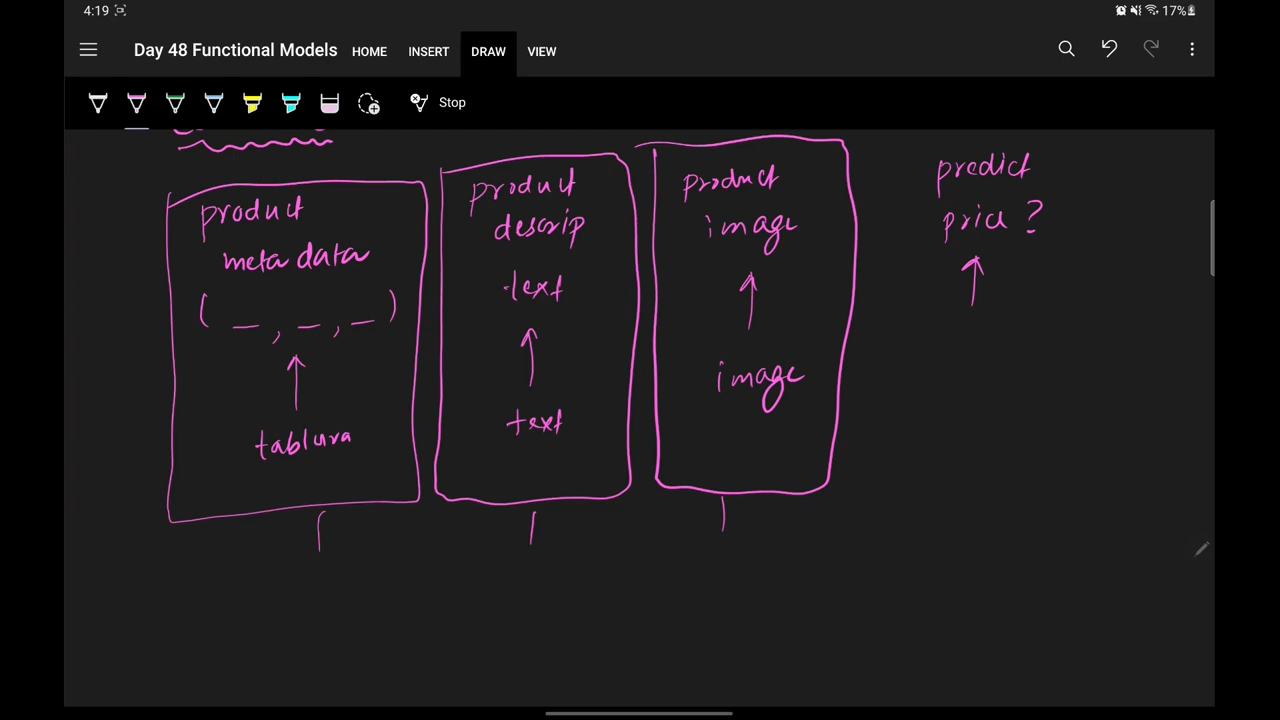 4:19
17%
Day 48 Functional Models HOME INSERT DRAW VIEW
Stop
product
meta data
( _ , _ , _ )
tablura
product
descrip
text
text
product
image
image
predict
price ?